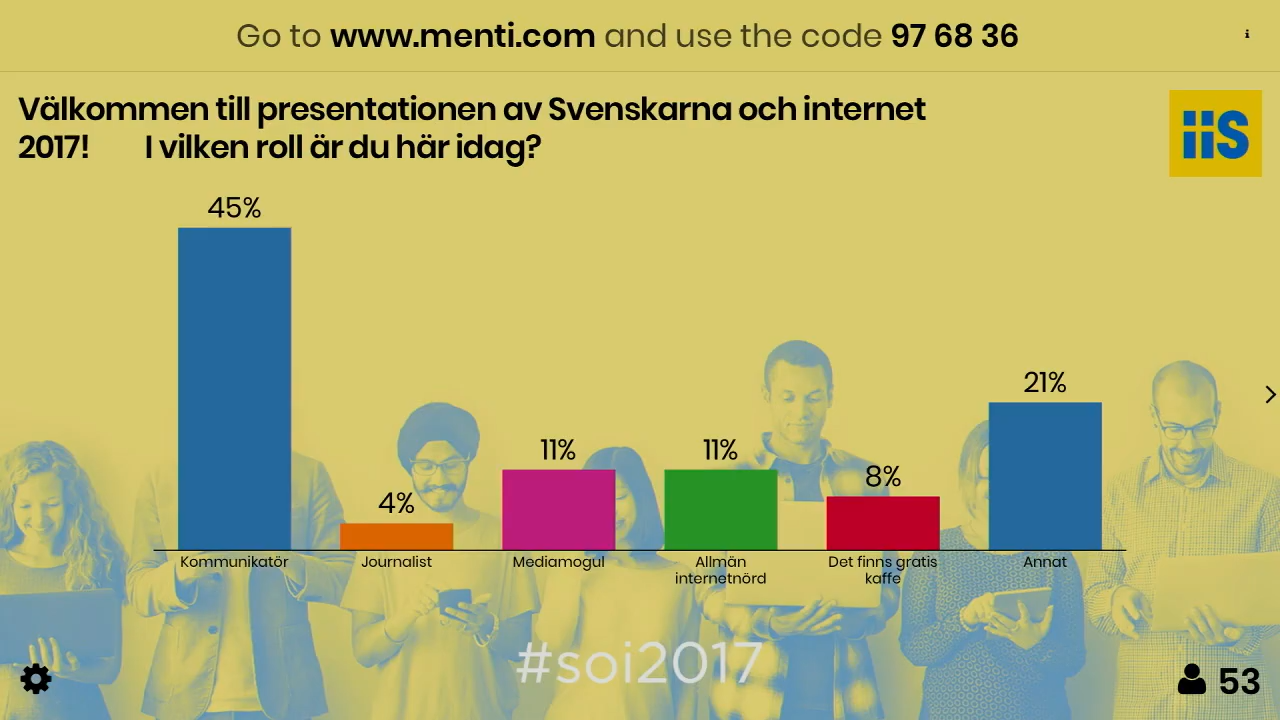 Go to www.menti.com and use the code 97 68 36
Välkommen till presentationen av Svenskarna och internet
2017! I vilken roll är du här idag?
iis
45%
4%
11%
11%
8%
21%
Kommunikatör
Journalist
Mediamogul
Allmän
internetnörd
Det finns gratis
kaffe
Annat
#soi2017
53